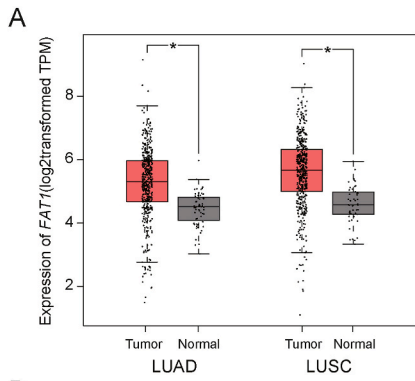 A
Expression of FAT1(log2transformed TPM)
8
6
4
2
*
*
Tumor Normal Tumor Normal
LUAD LUSC